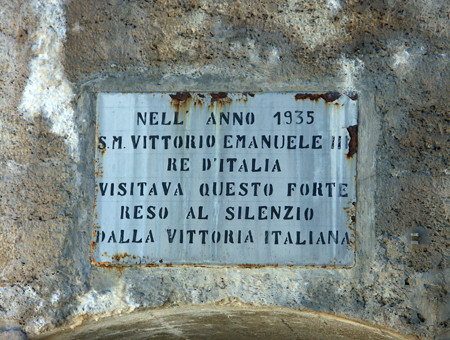 NELL' ANNO 1935
S.M. VITTORIO EMANUELE III
RE D'ITALIA
VISITAVA QUESTO FORTE
RESO AL SILENZIO
DALLA VITTORIA ITALIANA